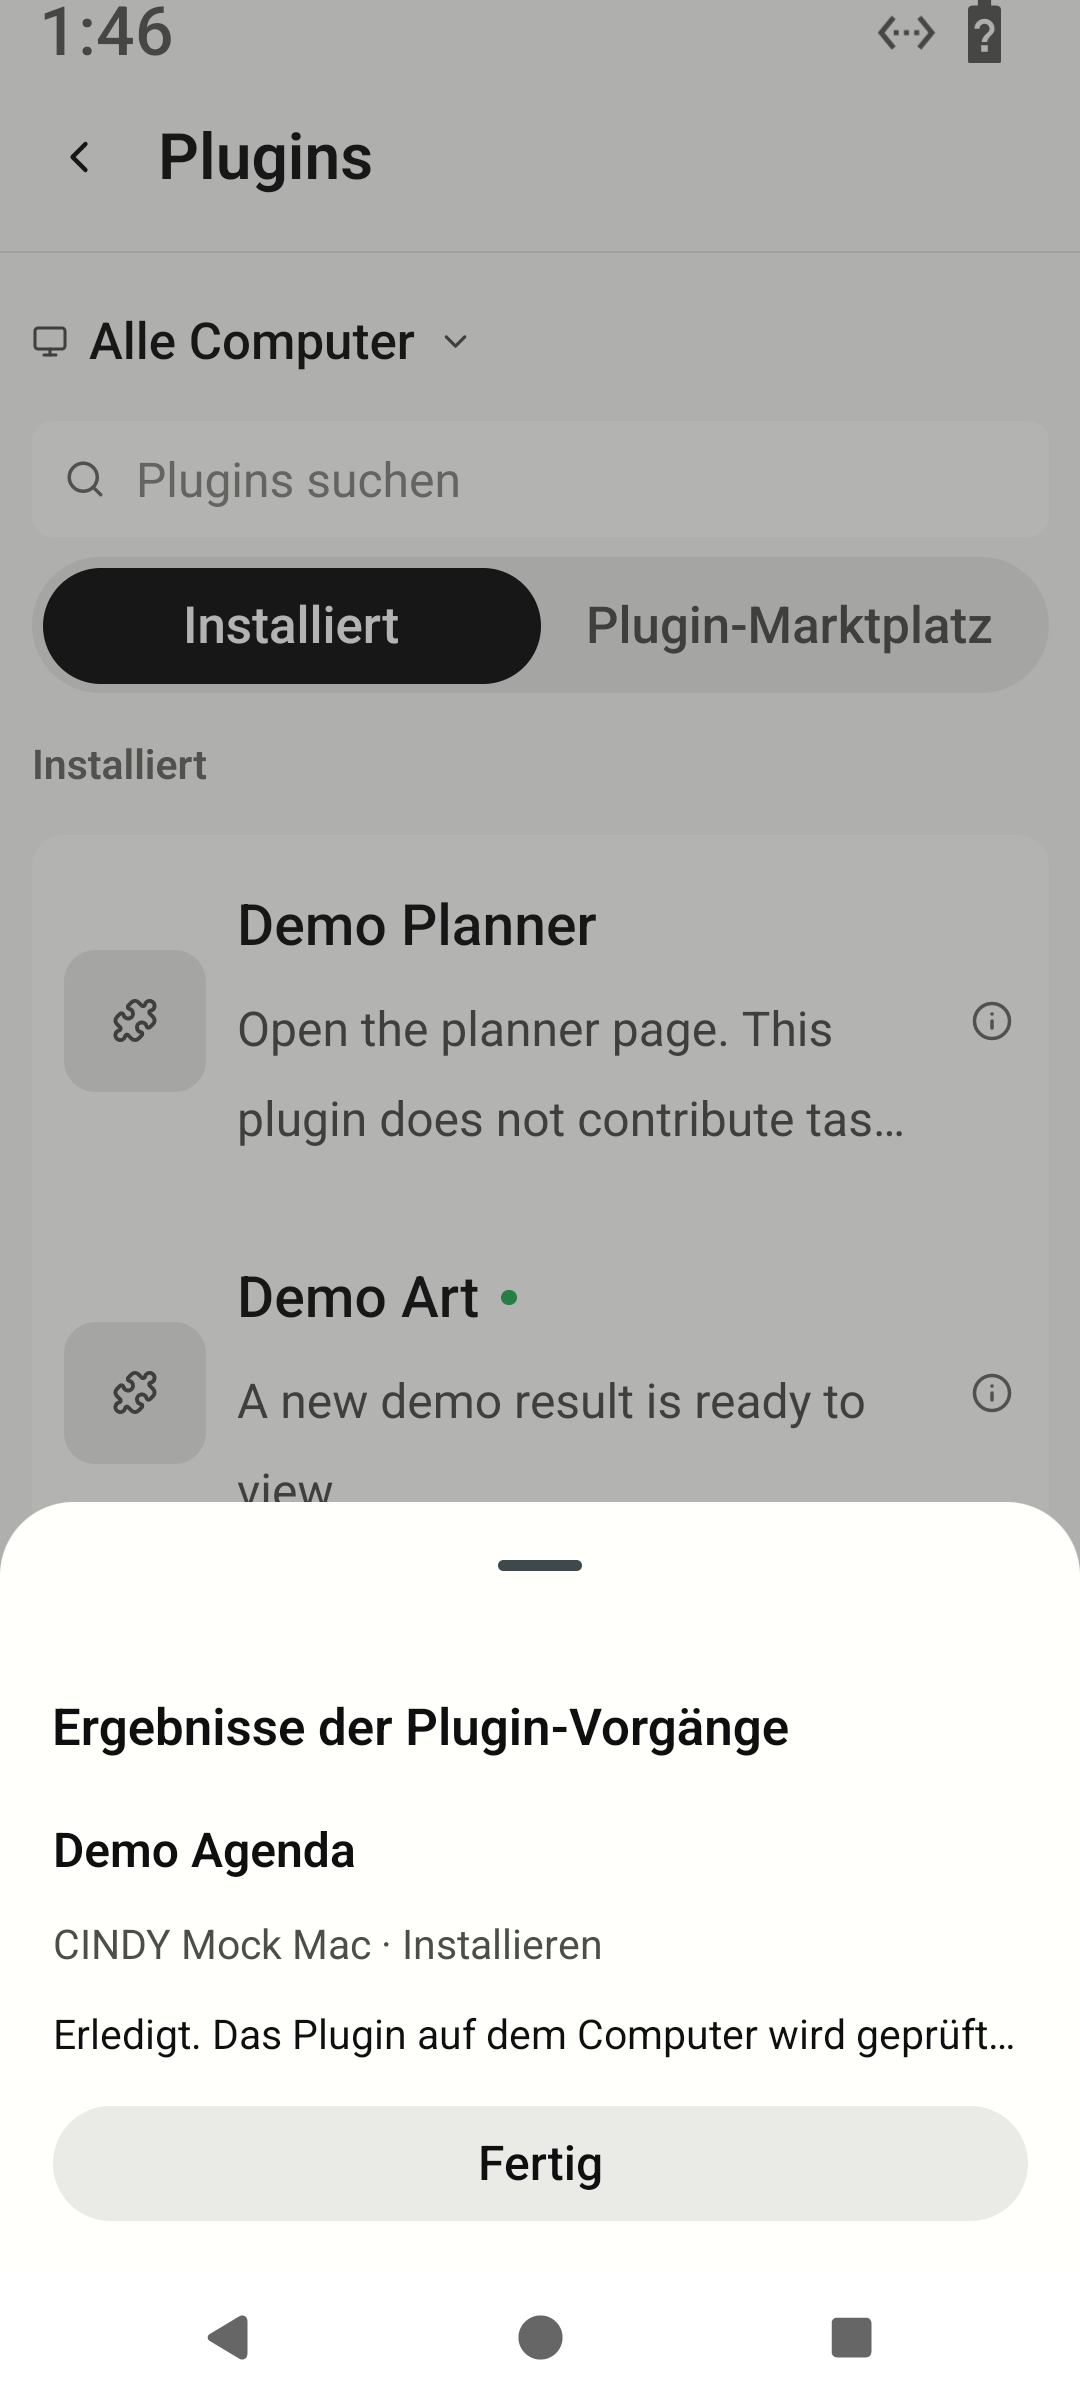 1:46
Plugins
Alle Computer
Plugins suchen
Installiert
Plugin-Marktplatz
Installiert
Demo Planner
Open the planner page. This
plugin does not contribute tas…
Demo Art
A new demo result is ready to
view
Ergebnisse der Plugin-Vorgänge
Demo Agenda
CINDY Mock Mac · Installieren
Erledigt. Das Plugin auf dem Computer wird geprüft…
Fertig